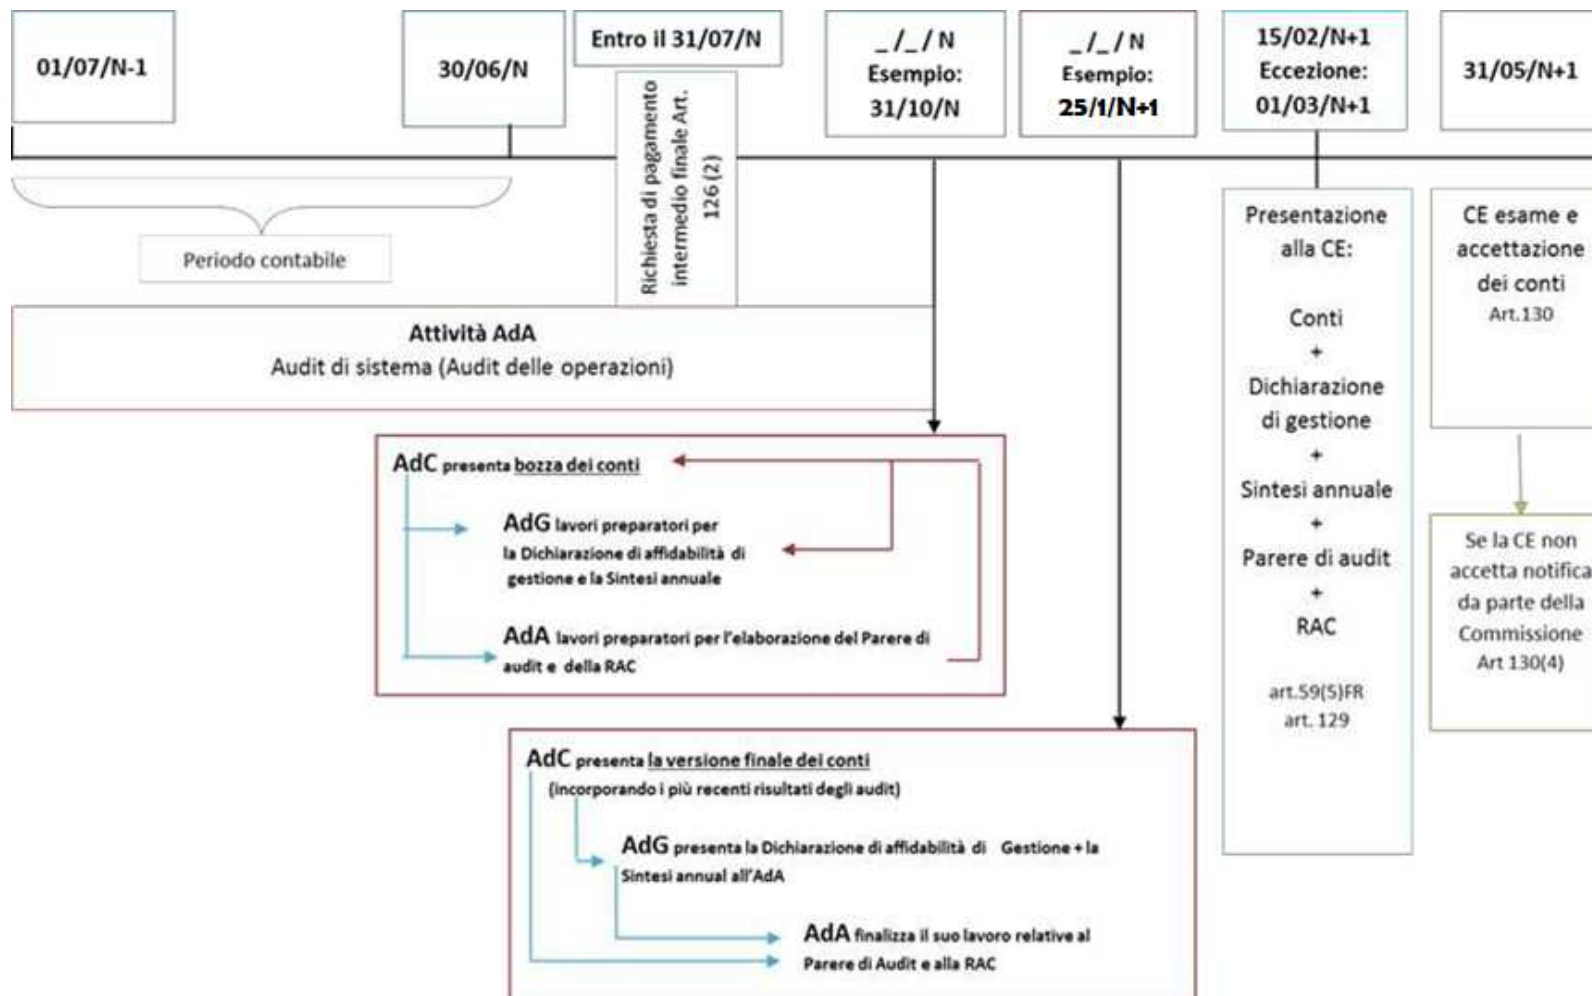 01/07/N-1
30/06/N
Entro il 31/07/N
_ /_ / N
Esempio:
31/10/N
_ /_ / N
Esempio:
25/1/N+1
15/02/N+1
Eccezione:
01/03/N+1
31/05/N+1
Richiesta di pagamento
intermedio finale Art.
126 (2)
Periodo contabile
Attività AdA
Audit di sistema (Audit delle operazioni)
AdC presenta bozza dei conti
AdG lavori preparatori per
la Dichiarazione di affidabilità di
gestione e la Sintesi annuale
AdA lavori preparatori per l'elaborazione del Parere di
audit e della RAC
AdC presenta la versione finale dei conti
(incorporando i più recenti risultati degli audit)
AdG presenta la Dichiarazione di affidabilità di Gestione + la
Sintesi annual all'AdA
AdA finalizza il suo lavoro relative al
Parere di Audit e alla RAC
Presentazione
alla CE:
Conti
+
Dichiarazione
di gestione
+
Sintesi annuale
+
Parere di audit
+
RAC
art.59(5)FR
art. 129
CE esame e
accettazione
dei conti
Art.130
Se la CE non
accetta notifica
da parte della
Commissione
Art 130(4)